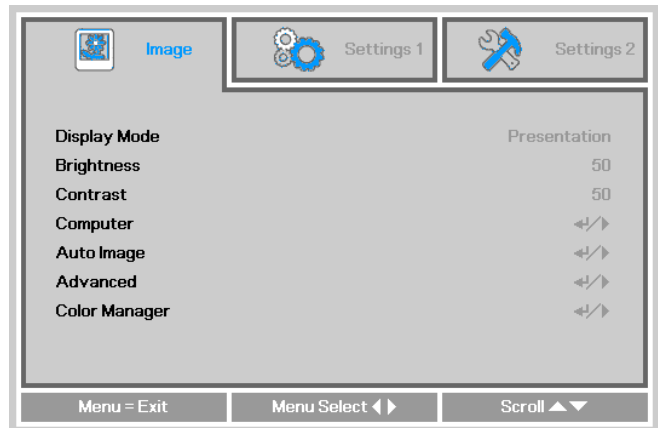 Image Settings 1 Settings 2
Display Mode Presentation
Brightness 50
Contrast 50
Computer
Auto Image
Advanced
Color Manager
Menu = Exit Menu Select Scroll